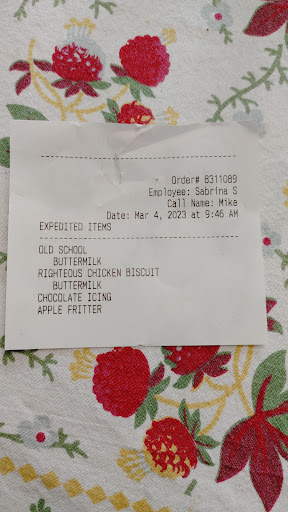 Order# 8311089
Employee: Sabrina S
Call Name: Mike
Date: Mar 4, 2023 at 9:46 AM
EXPEDITED ITEMS
OLD SCHOOL
BUTTERMILK
RIGHTEOUS CHICKEN BISCUIT
BUTTERMILK
CHOCOLATE ICING
APPLE FRITTER